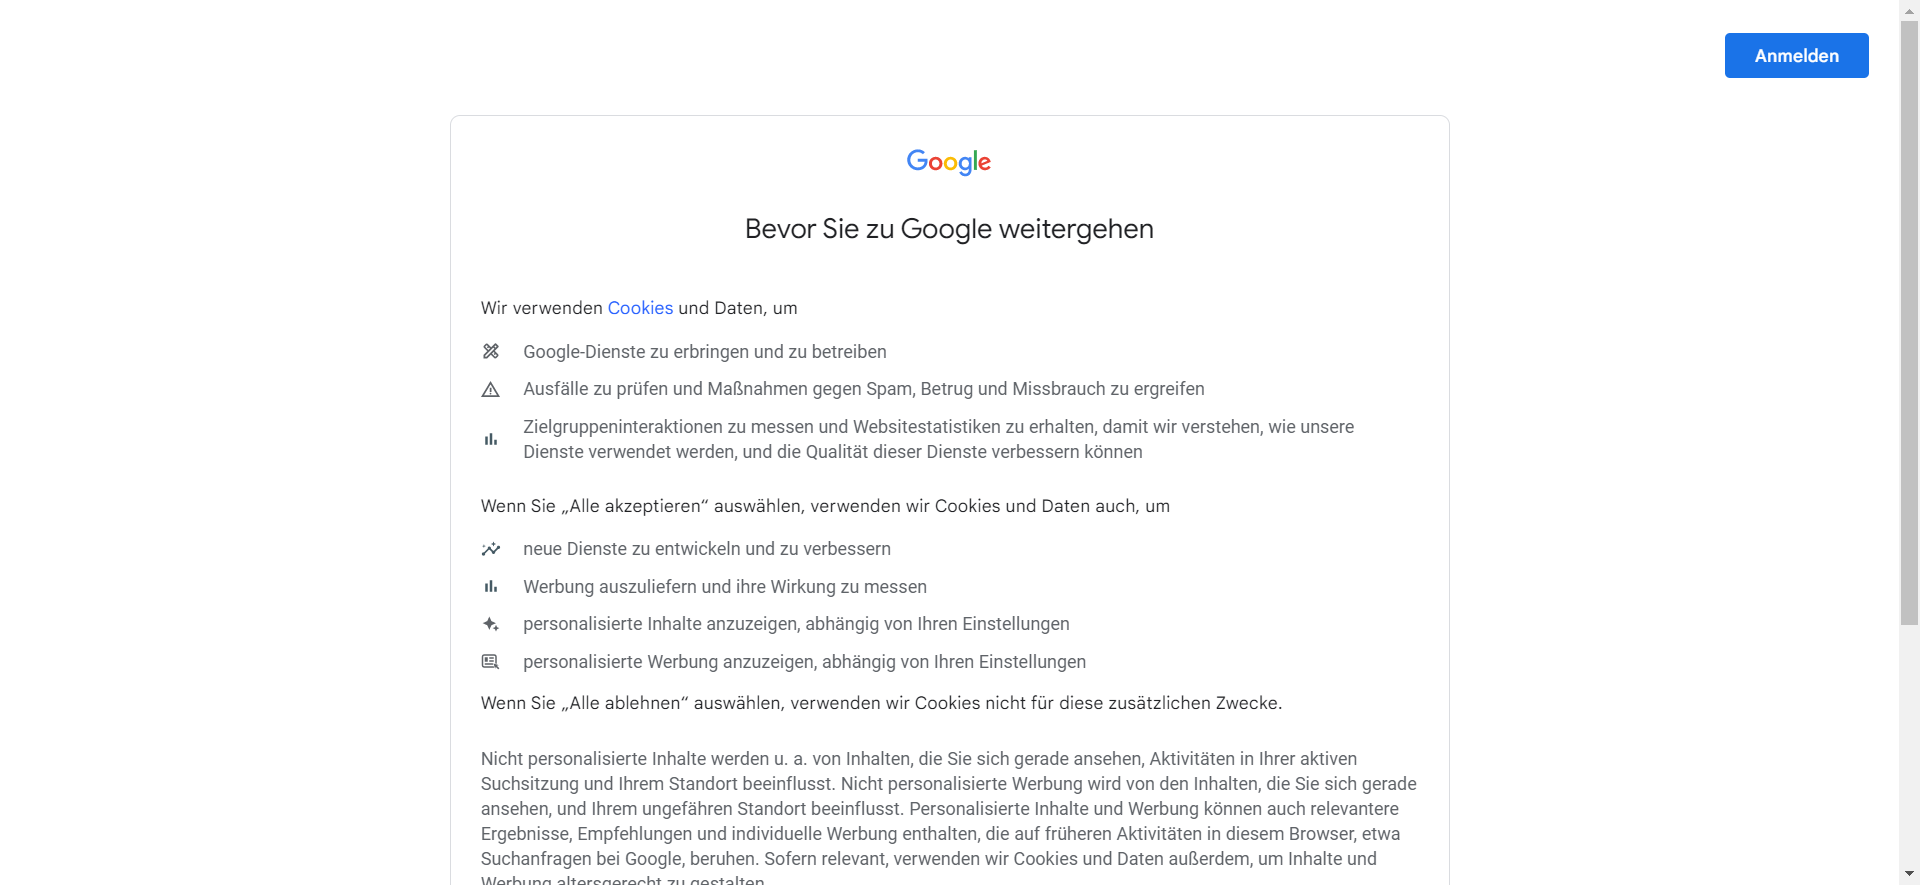 Anmelden
Google
Bevor Sie zu Google weitergehen
Wir verwenden Cookies und Daten, um
Google-Dienste zu erbringen und zu betreiben
Ausfälle zu prüfen und Maßnahmen gegen Spam, Betrug und Missbrauch zu ergreifen
Zielgruppeninteraktionen zu messen und Websitestatistiken zu erhalten, damit wir verstehen, wie unsere
Dienste verwendet werden, und die Qualität dieser Dienste verbessern können
Wenn Sie „Alle akzeptieren“ auswählen, verwenden wir Cookies und Daten auch, um
neue Dienste zu entwickeln und zu verbessern
Werbung auszuliefern und ihre Wirkung zu messen
personalisierte Inhalte anzuzeigen, abhängig von Ihren Einstellungen
personalisierte Werbung anzuzeigen, abhängig von Ihren Einstellungen
Wenn Sie „Alle ablehnen“ auswählen, verwenden wir Cookies nicht für diese zusätzlichen Zwecke.
Nicht personalisierte Inhalte werden u. a. von Inhalten, die Sie sich gerade ansehen, Aktivitäten in Ihrer aktiven
Suchsitzung und Ihrem Standort beeinflusst. Nicht personalisierte Werbung wird von den Inhalten, die Sie sich gerade
ansehen, und Ihrem ungefähren Standort beeinflusst. Personalisierte Inhalte und Werbung können auch relevantere
Ergebnisse, Empfehlungen und individuelle Werbung enthalten, die auf früheren Aktivitäten in diesem Browser, etwa
Suchanfragen bei Google, beruhen. Sofern relevant, verwenden wir Cookies und Daten außerdem, um Inhalte und
Werbung altersgerecht zu gestalten.